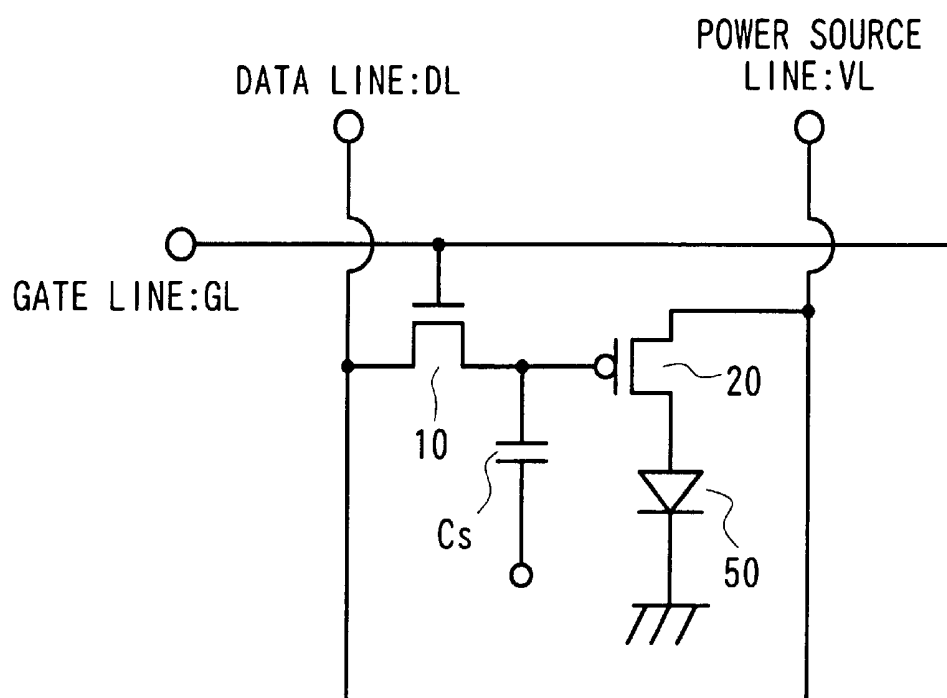 POWER SOURCE
LINE:VL
DATA LINE:DL
GATE LINE:GL
20
10
Cs
50